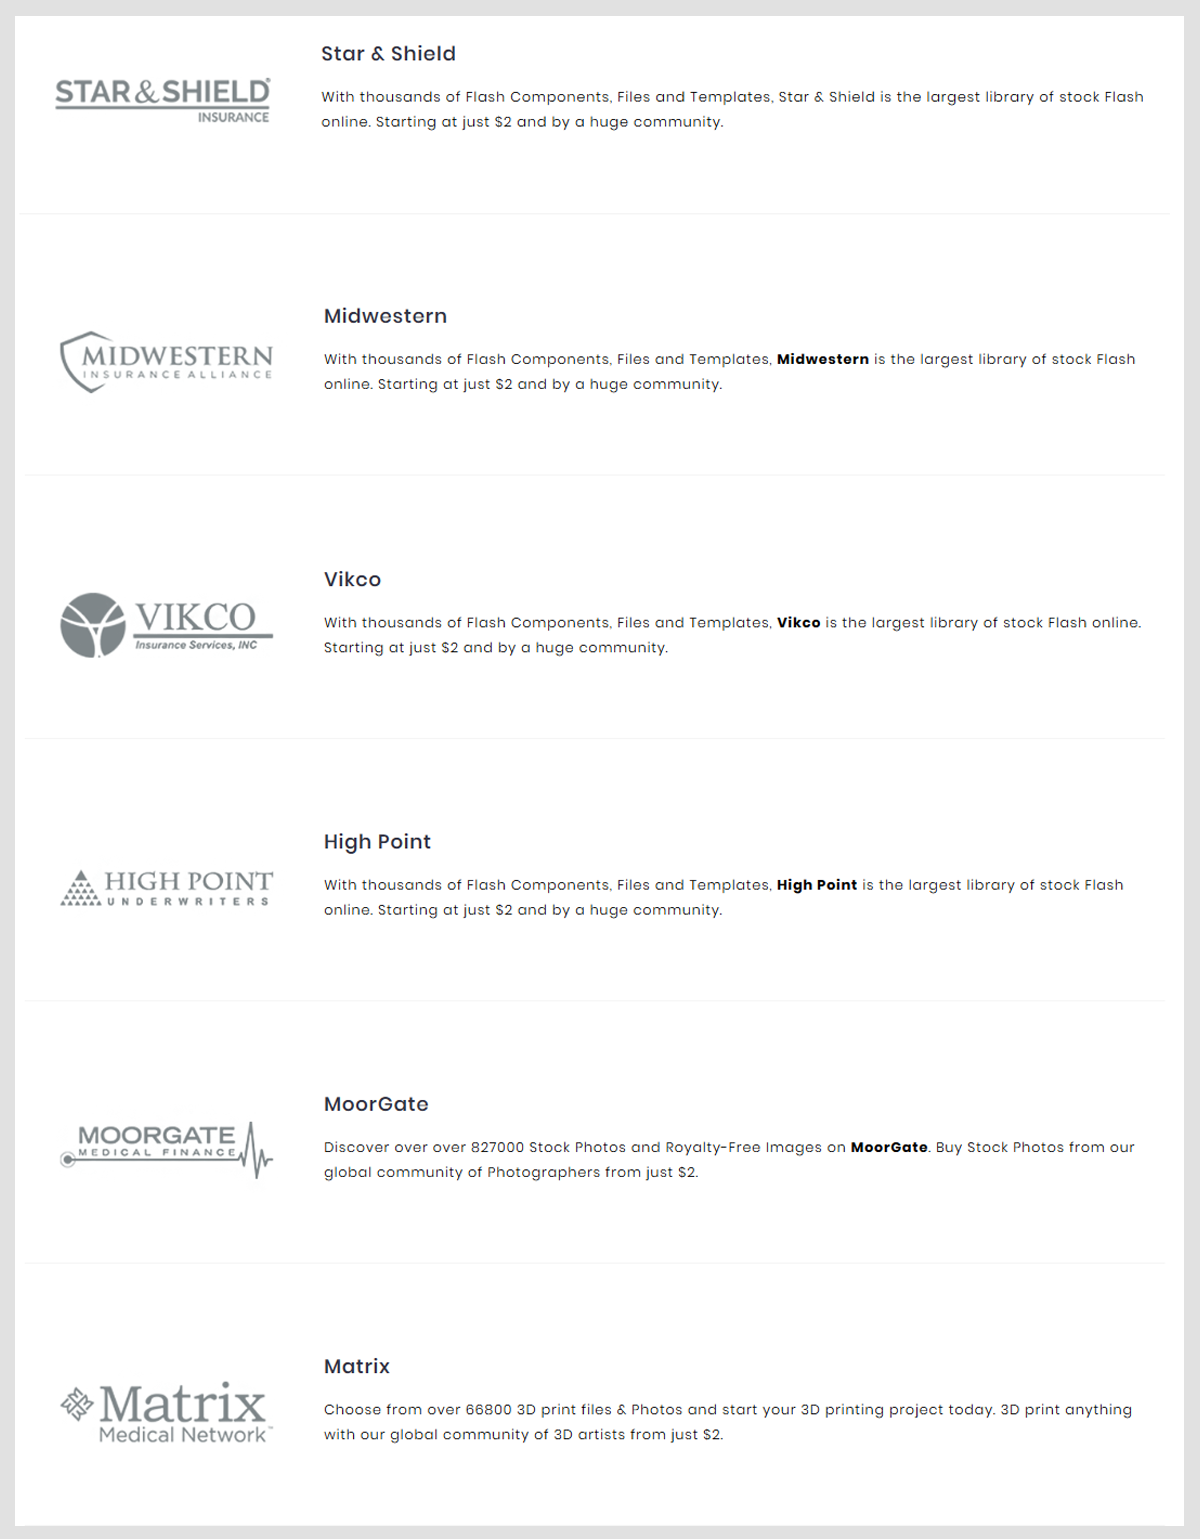 STAR & SHIELD®
INSURANCE
Star & Shield
With thousands of Flash Components, Files and Templates, Star & Shield is the largest library of stock Flash
online. Starting at just $2 and by a huge community.
MIDWESTERN
INSURANCE ALLIANCE
Midwestern
With thousands of Flash Components, Files and Templates, Midwestern is the largest library of stock Flash
online. Starting at just $2 and by a huge community.
VIKCO
Insurance Services, INC
Vikco
With thousands of Flash Components, Files and Templates, Vikco is the largest library of stock Flash online.
Starting at just $2 and by a huge community.
HIGH POINT
UNDERWRITERS
High Point
With thousands of Flash Components, Files and Templates, High Point is the largest library of stock Flash
online. Starting at just $2 and by a huge community.
MOORGATE
MEDICAL FINANCE
MoorGate
Discover over over 827000 Stock Photos and Royalty-Free Images on MoorGate. Buy Stock Photos from our
global community of Photographers from just $2.
Matrix
Medical Network™
Matrix
Choose from over 66800 3D print files & Photos and start your 3D printing project today. 3D print anything
with our global community of 3D artists from just $2.